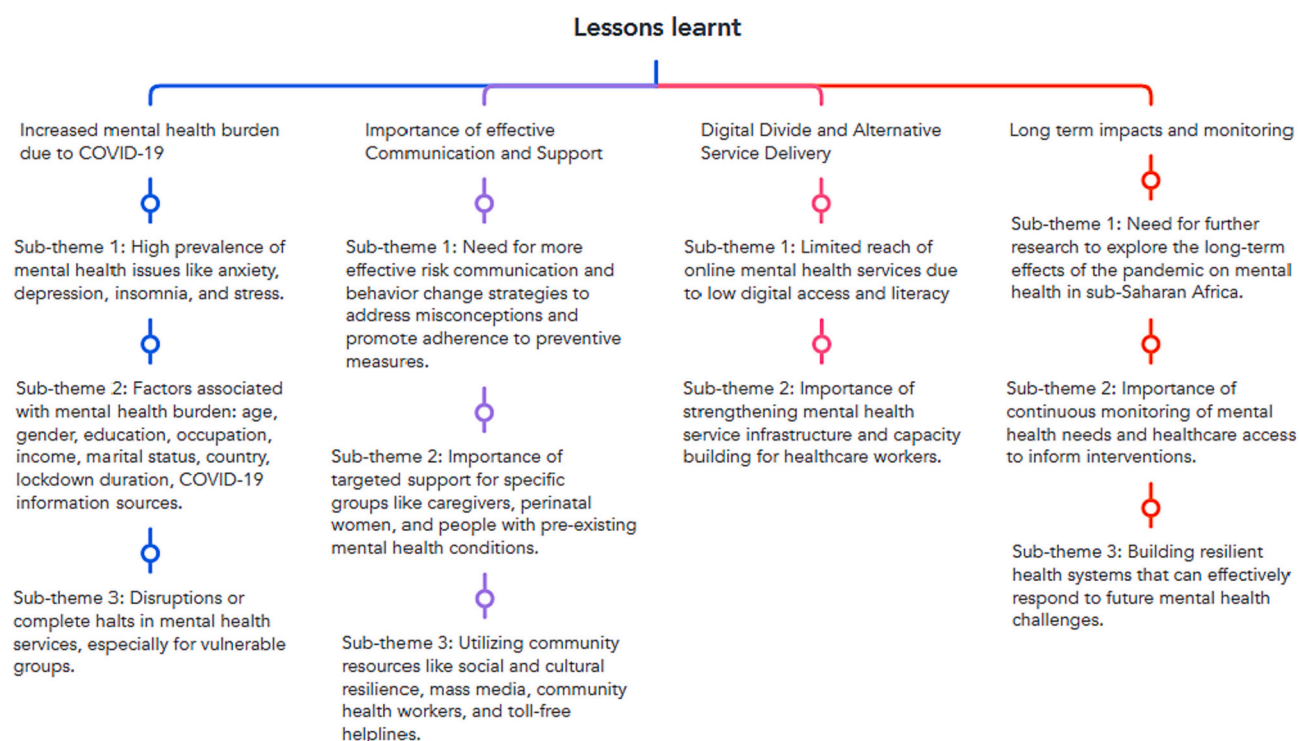 Lessons learnt
Increased mental health burden
due to COVID-19
Sub-theme 1: High prevalence of
mental health issues like anxiety,
depression, insomnia, and stress.
Sub-theme 2: Factors associated
with mental health burden: age,
gender, education, occupation,
income, marital status, country,
lockdown duration, COVID-19
information sources.
Sub-theme 3: Disruptions or
complete halts in mental health
services, especially for vulnerable
groups.
Importance of effective
Communication and Support
Sub-theme 1: Need for more
effective risk communication and
behavior change strategies to
address misconceptions and
promote adherence to preventive
measures.
Sub-theme 2: Importance of
targeted support for specific
groups like caregivers, perinatal
women, and people with pre-existing
mental health conditions.
Sub-theme 3: Utilizing community
resources like social and cultural
resilience, mass media, community
health workers, and toll-free
helplines.
Digital Divide and Alternative
Service Delivery
Sub-theme 1: Limited reach of
online mental health services due
to low digital access and literacy
Sub-theme 2: Importance of
strengthening mental health
service infrastructure and capacity
building for healthcare workers.
Long term impacts and monitoring
Sub-theme 1: Need for further
research to explore the long-term
effects of the pandemic on mental
health in sub-Saharan Africa.
Sub-theme 2: Importance of
continuous monitoring of mental
health needs and healthcare access
to inform interventions.
Sub-theme 3: Building resilient
health systems that can effectively
respond to future mental health
challenges.